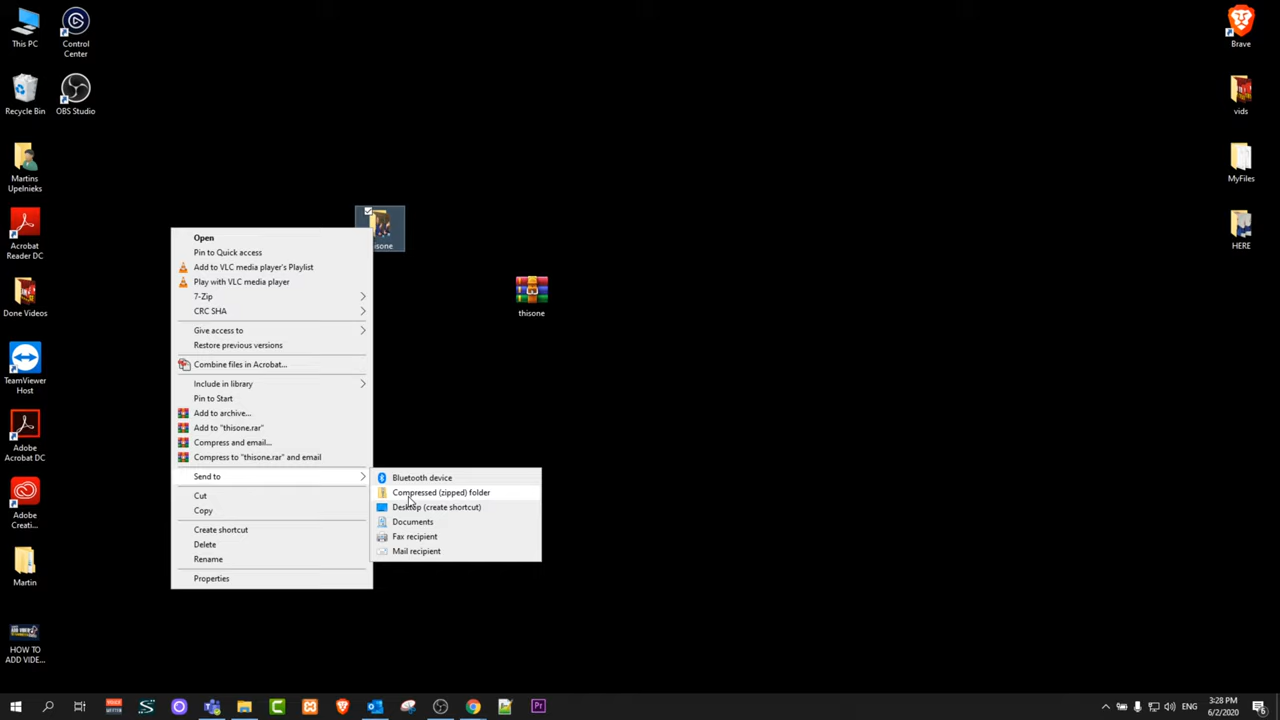 This PC
Control
Center
Recycle Bin
OBS Studio
Martins
Upelnieks
Acrobat
Reader DC
Done Videos
TeamViewer
Host
Adobe
Acrobat DC
Adobe
Creati...
Martin
HOW TO
ADD VIDE...
isone
Open
Pin to Quick access
Add to VLC media player's Playlist
Play with VLC media player
7-Zip
CRC SHA
Give access to
Restore previous versions
Combine files in Acrobat...
Include in library
Pin to Start
Add to archive...
Add to "thisone.rar"
Compress and email...
Compress to "thisone.rar" and email
Send to
Cut
Copy
Create shortcut
Delete
Rename
Properties
Bluetooth device
Compressed (zipped) folder
Desktop (create shortcut)
Documents
Fax recipient
Mail recipient
thisone
Brave
vids
MyFiles
HERE
Pr
3:28 PM
6/2/2020